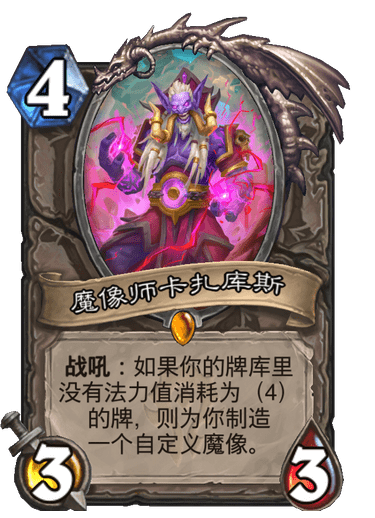 4
魔像师卡扎库斯
战吼：如果你的牌库里
没有法力值消耗为（4）
的牌，则为你制造
一个自定义魔像。
3
3